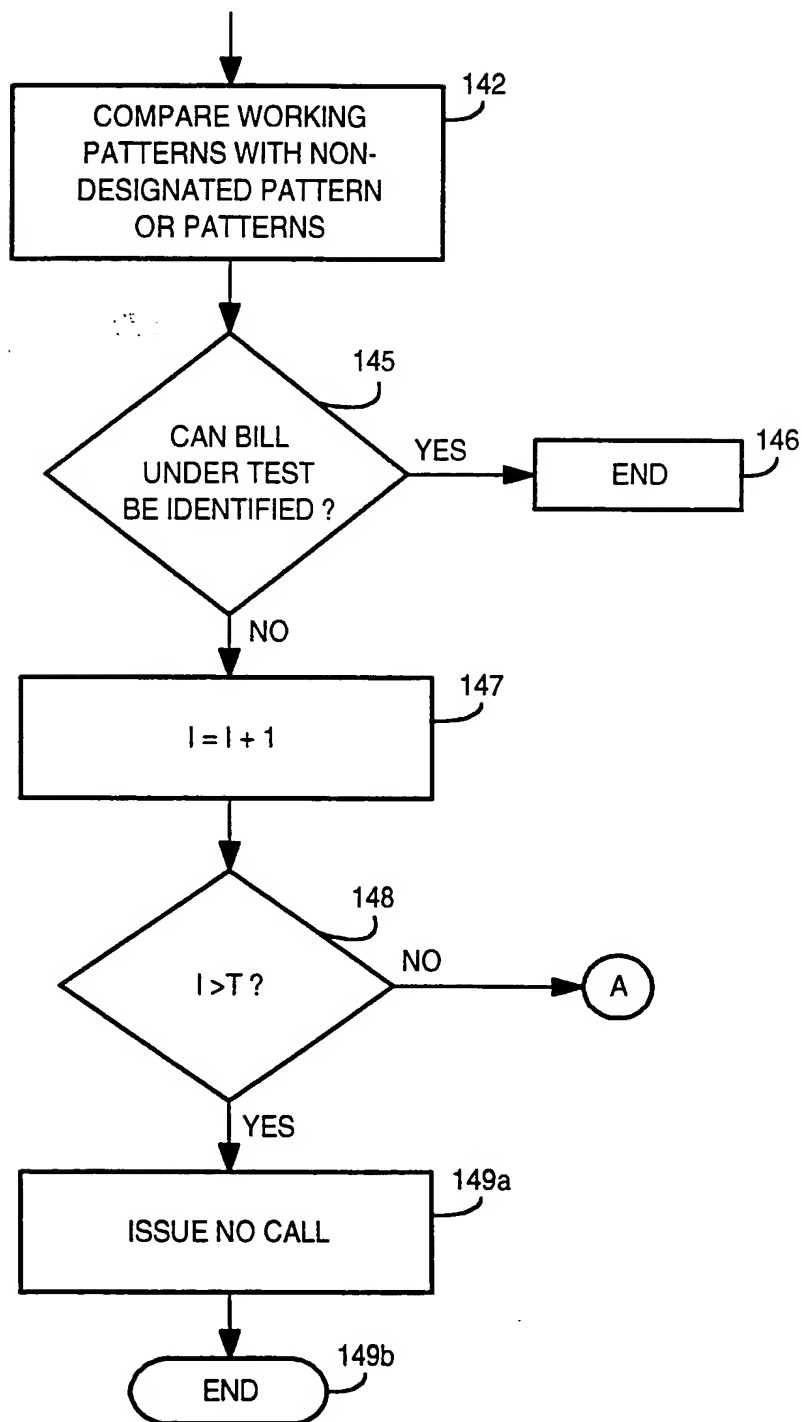 142
COMPARE WORKING
PATTERNS WITH NON-
DESIGNATED PATTERN
OR PATTERNS
145
CAN BILL
UNDER TEST
BE IDENTIFIED ?
YES
END
146
NO
147
I = I + 1
148
I >T ?
NO
A
YES
149a
ISSUE NO CALL
149b
END